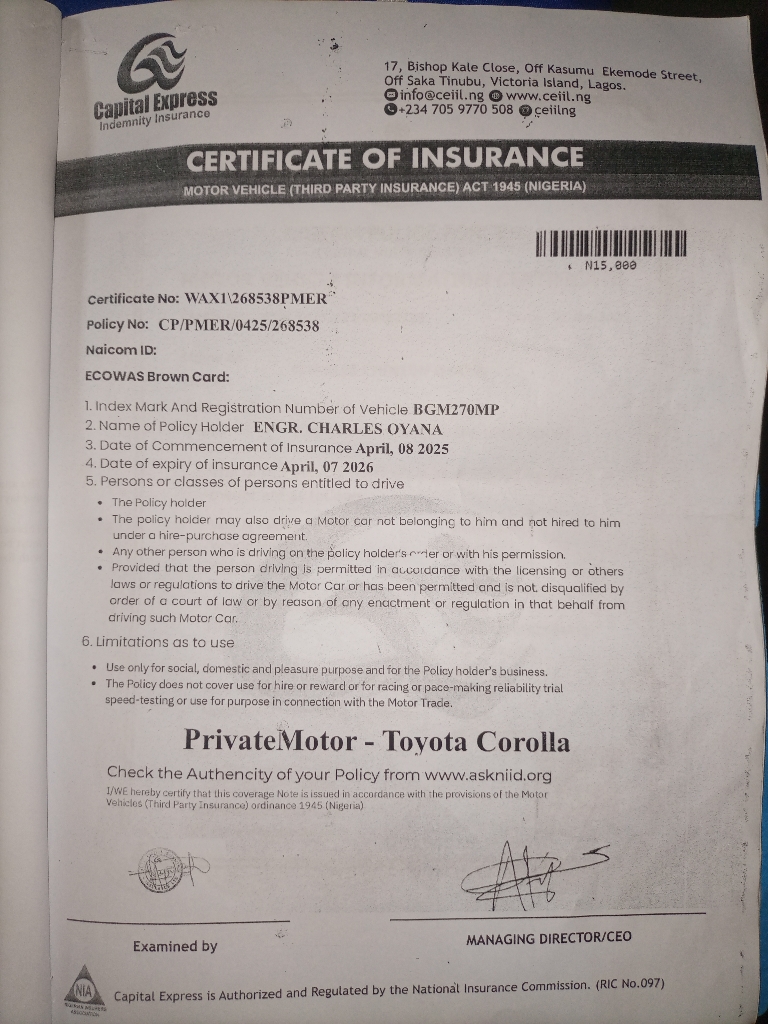 Capital Express
Indemnity Insurance
17, Bishop Kale Close, Off Kasumu Ekemode Street,
Off Saka Tinubu, Victoria Island, Lagos.
info@ceiil.ng www.ceiil.ng
+234 705 9770 508 ceiilng
CERTIFICATE OF INSURANCE
MOTOR VEHICLE (THIRD PARTY INSURANCE) ACT 1945 (NIGERIA)
N15,000
Certificate No: WAX1\268538PMER
Policy No: CP/PMER/0425/268538
Naicom ID:
ECOWAS Brown Card:
1. Index Mark And Registration Number of Vehicle BGM270MP
2. Name of Policy Holder ENGR. CHARLES OYANA
3. Date of Commencement of Insurance April, 08 2025
4. Date of expiry of insurance April, 07 2026
5. Persons or classes of persons entitled to drive
• The Policy holder
• The policy holder may also drive a Motor car not belonging to him and not hired to him
under a hire-purchase agreement.
• Any other person who is driving on the policy holder's order or with his permission.
• Provided that the person driving is permitted in accordance with the licensing or others
laws or regulations to drive the Motor Car or has been permitted and is not disqualified by
order of a court of law or by reason of any enactment or regulation in that behalf from
driving such Motor Car.
6. Limitations as to use
• Use only for social, domestic and pleasure purpose and for the Policy holder's business.
• The Policy does not cover use for hire or reward or for racing or pace-making reliability trial
speed-testing or use for purpose in connection with the Motor Trade.
PrivateMotor - Toyota Corolla
Check the Authencity of your Policy from www.askniid.org
I/WE hereby certify that this coverage Note is issued in accordance with the provisions of the Motor
Vehicles (Third Party Insurance) ordinance 1945 (Nigeria)
Examined by
MANAGING DIRECTOR/CEO
NIA
NIGERIAN INSURERS
ASSOCIATION
Capital Express is Authorized and Regulated by the National Insurance Commission. (RIC No.097)